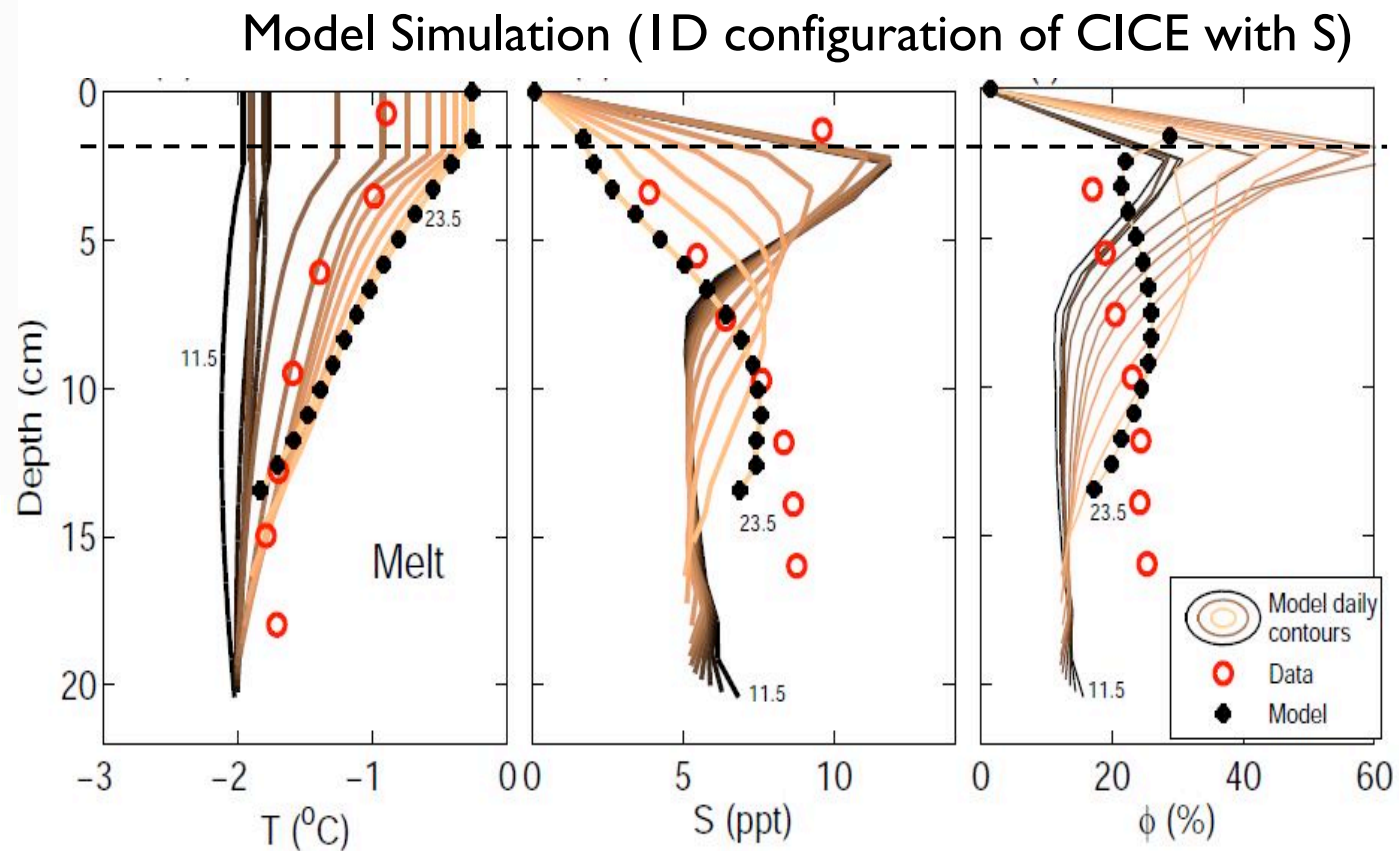 Model Simulation (1D configuration of CICE with S)
0
5
10
15
20
Depth (cm)
11.5
23.5
Melt
23.5
11.5
23.5
11.5
Model daily
contours
Data
Model
−3 −2 −1 0
0 5 10
0 20 40 60
T (⁰C)
S (ppt)
ϕ (%)